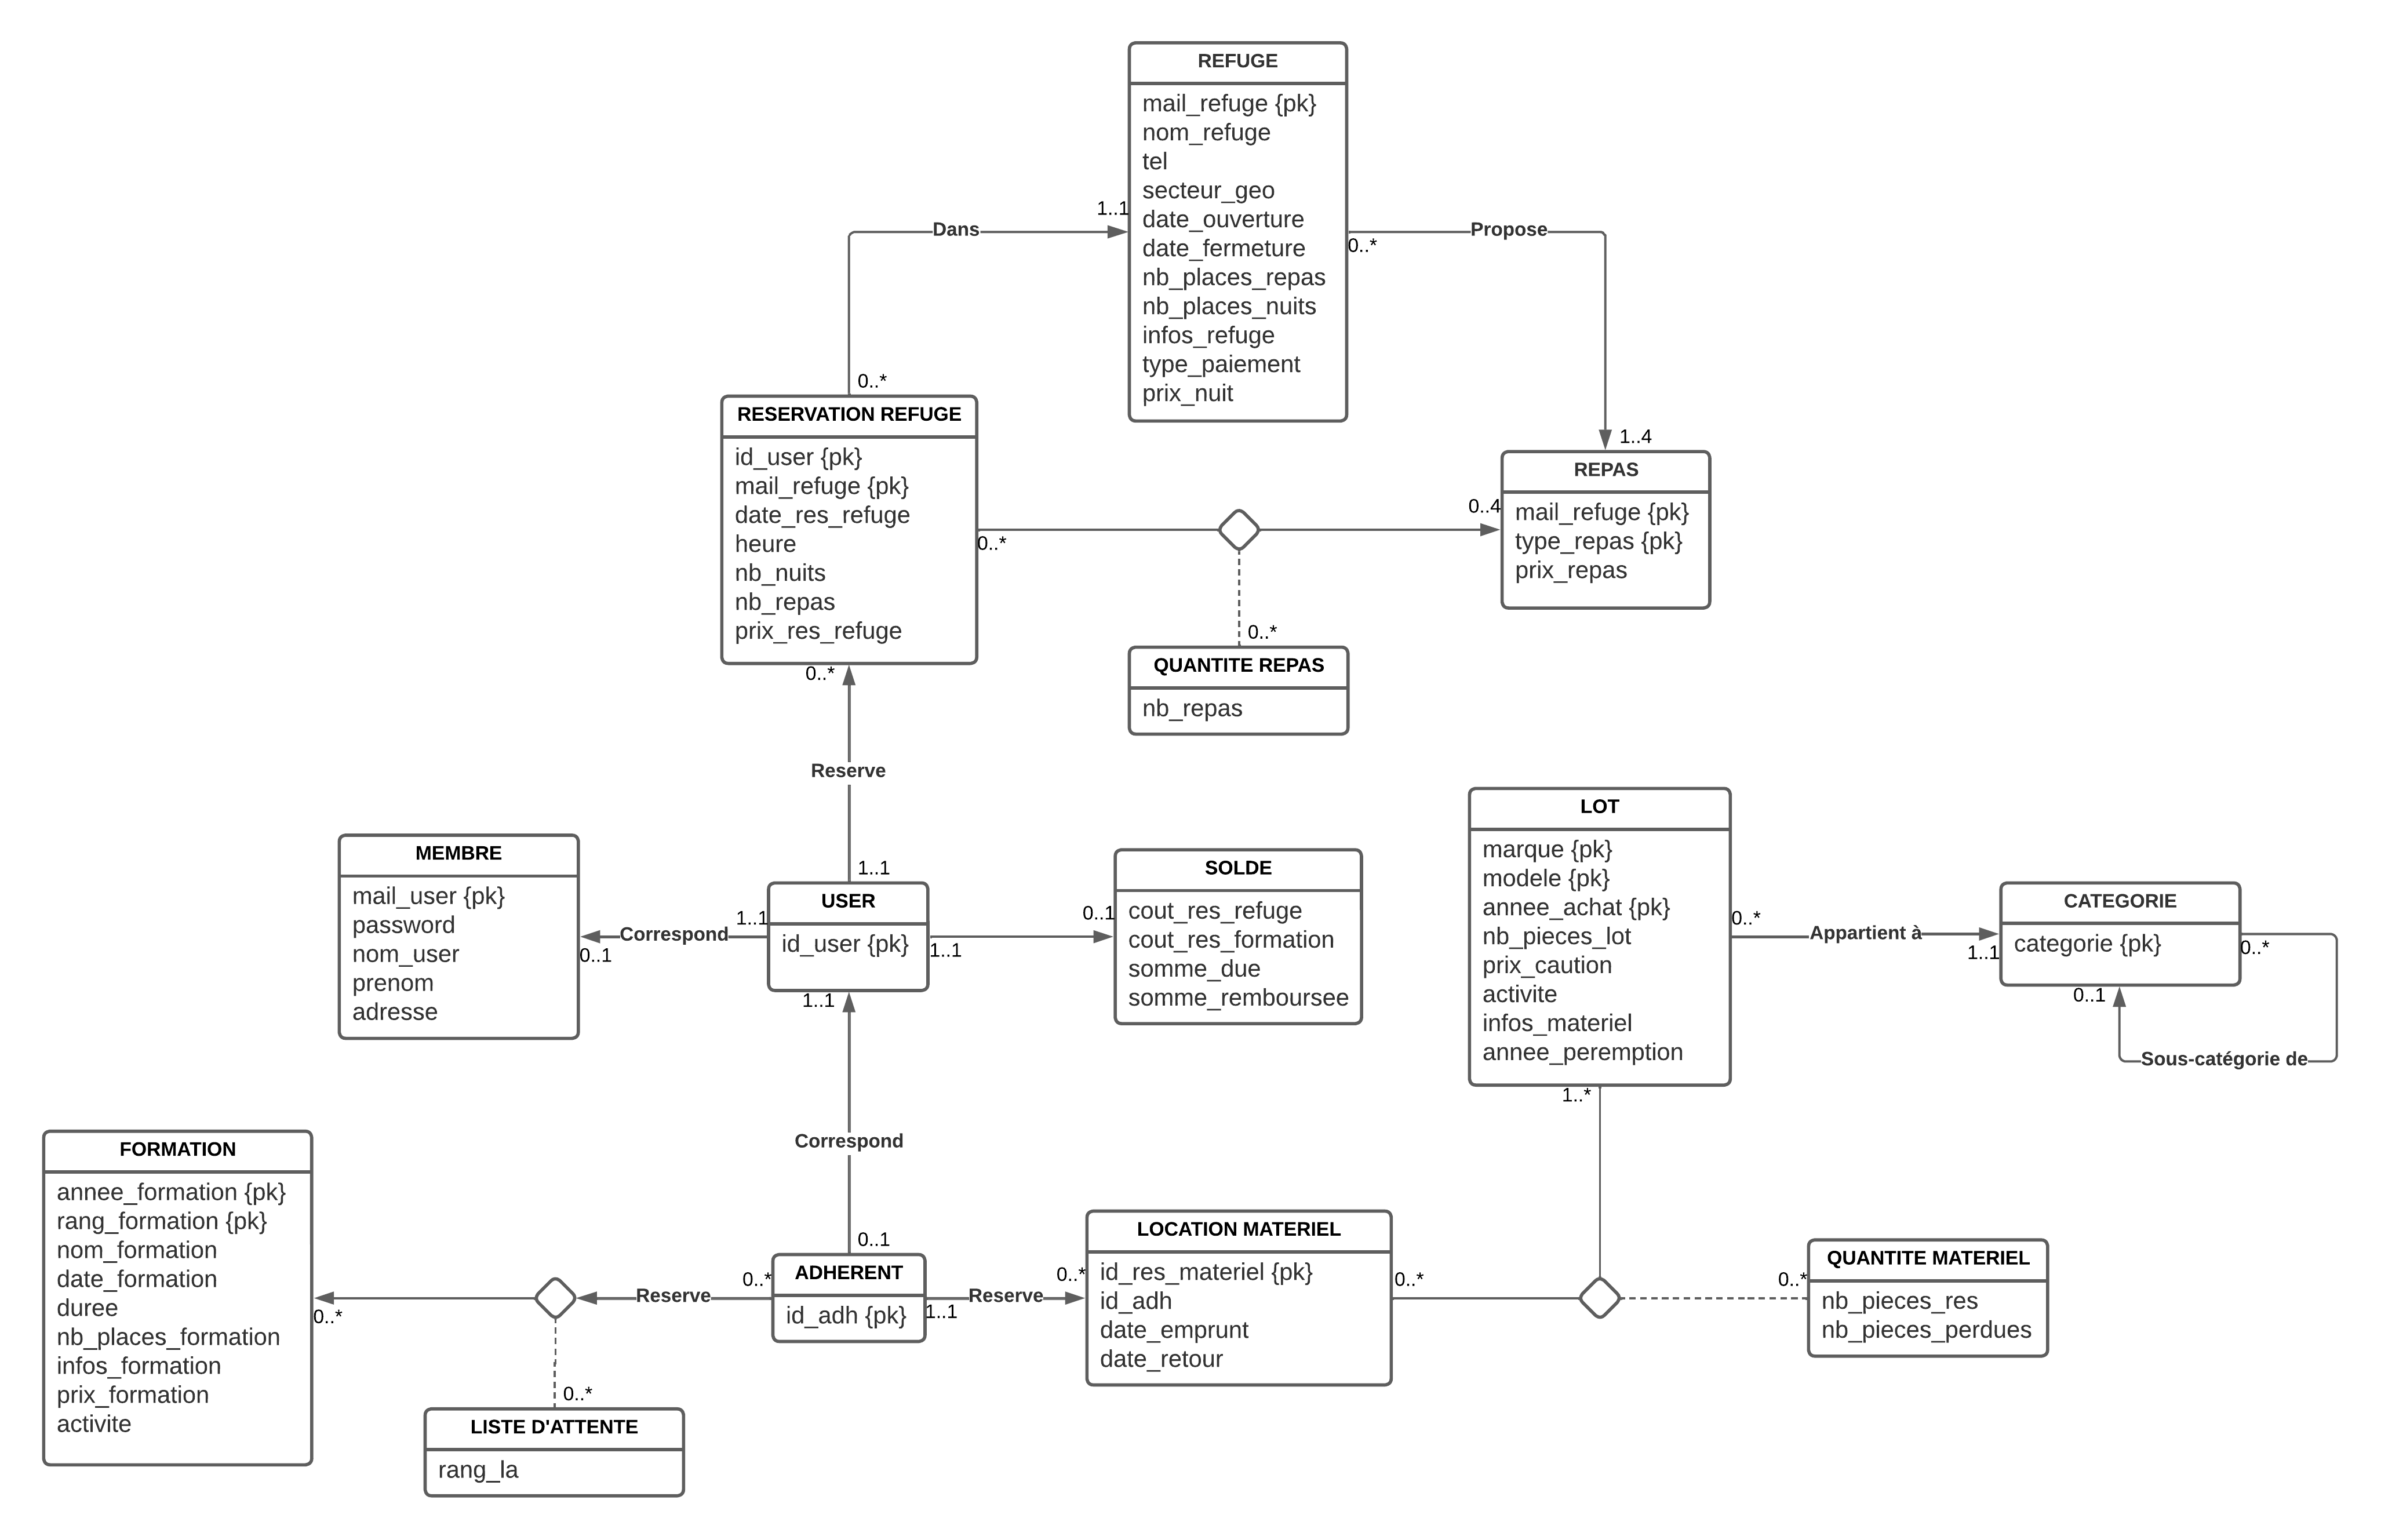 REFUGE
mail_refuge {pk}
nom_refuge
tel
secteur_geo
date_ouverture
date_fermeture
nb_places_repas
nb_places_nuits
infos_refuge
type_paiement
prix_nuit
1..1
Dans
0..*
Propose
0..*
1..4
RESERVATION REFUGE
id_user {pk}
mail_refuge {pk}
date_res_refuge
heure
nb_nuits
nb_repas
prix_res_refuge
REPAS
mail_refuge {pk}
type_repas {pk}
prix_repas
0..4
0..*
0..*
QUANTITE REPAS
nb_repas
0..*
Reserve
1..1
MEMBRE
mail_user {pk}
password
nom_user
prenom
adresse
1..1
Correspond
0..1
USER
id_user {pk}
0..1
1..1
SOLDE
cout_res_refuge
cout_res_formation
somme_due
somme_remboursee
LOT
marque {pk}
modele {pk}
annee_achat {pk}
nb_pieces_lot
prix_caution
activite
infos_materiel
annee_peremption
0..*
Appartient à
1..1
CATEGORIE
categorie {pk}
0..*
0..1
Sous-catégorie de
1..1
Correspond
0..1
1..*
FORMATION
annee_formation {pk}
rang_formation {pk}
nom_formation
date_formation
duree
nb_places_formation
infos_formation
prix_formation
activite
0..*
Reserve
0..*
ADHERENT
id_adh {pk}
0..*
Reserve
1..1
LOCATION MATERIEL
id_res_materiel {pk}
id_adh
date_emprunt
date_retour
0..*
0..*
QUANTITE MATERIEL
nb_pieces_res
nb_pieces_perdues
0..*
LISTE D'ATTENTE
rang_la